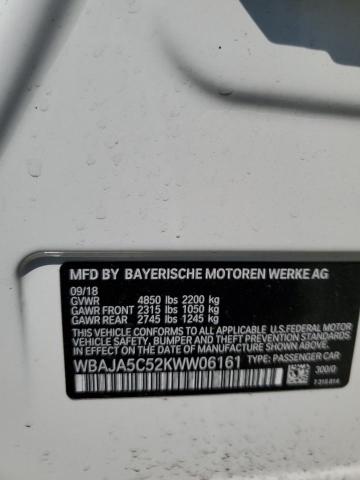 MFD BY BAYERISCHE MOTOREN WERKE AG
09/18
GVWR 4850 lbs 2200 kg
GAWR FRONT 2315 lbs 1050 kg
GAWR REAR 2745 lbs 1245 kg
THIS VEHICLE CONFORMS TO ALL APPLICABLE U.S.FEDERAL MOTOR
VEHICLE SAFETY, BUMPER AND THEFT PREVENTION STANDARDS IN
EFFECT ON THE DATE OF MANUFACTURE SHOWN ABOVE.
WBAJA5C52KWW06161 TYPE: PASSENGER CAR
300/0